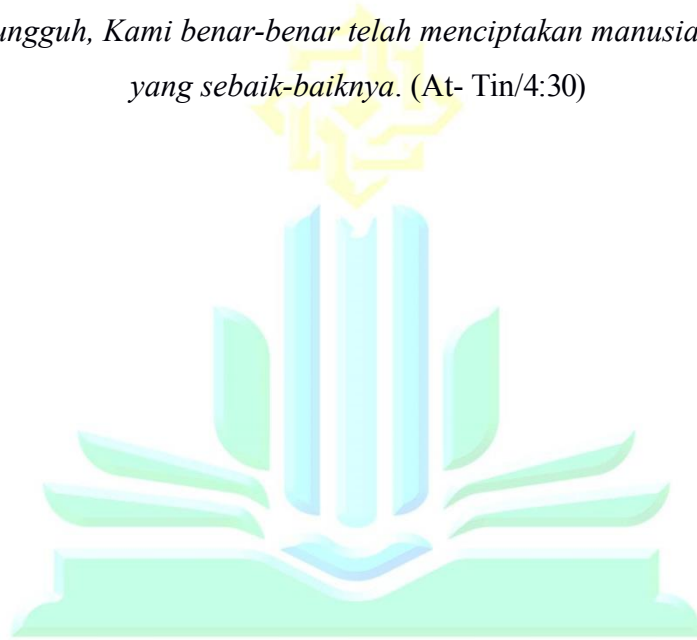 ungguh, Kami benar-benar telah menciptakan manusia
yang sebaik-baiknya. (At- Tin/4:30)